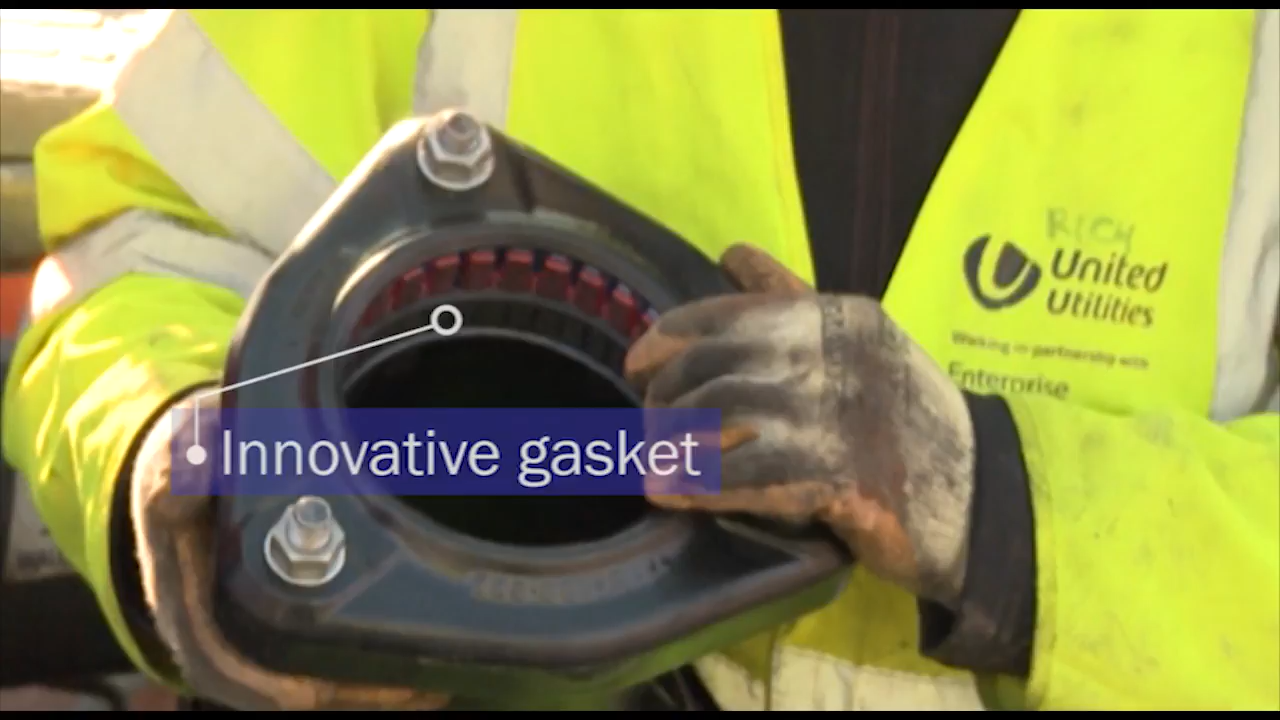 RICH
United
Utilities
Working in partnership with
Enterprise
Innovative gasket